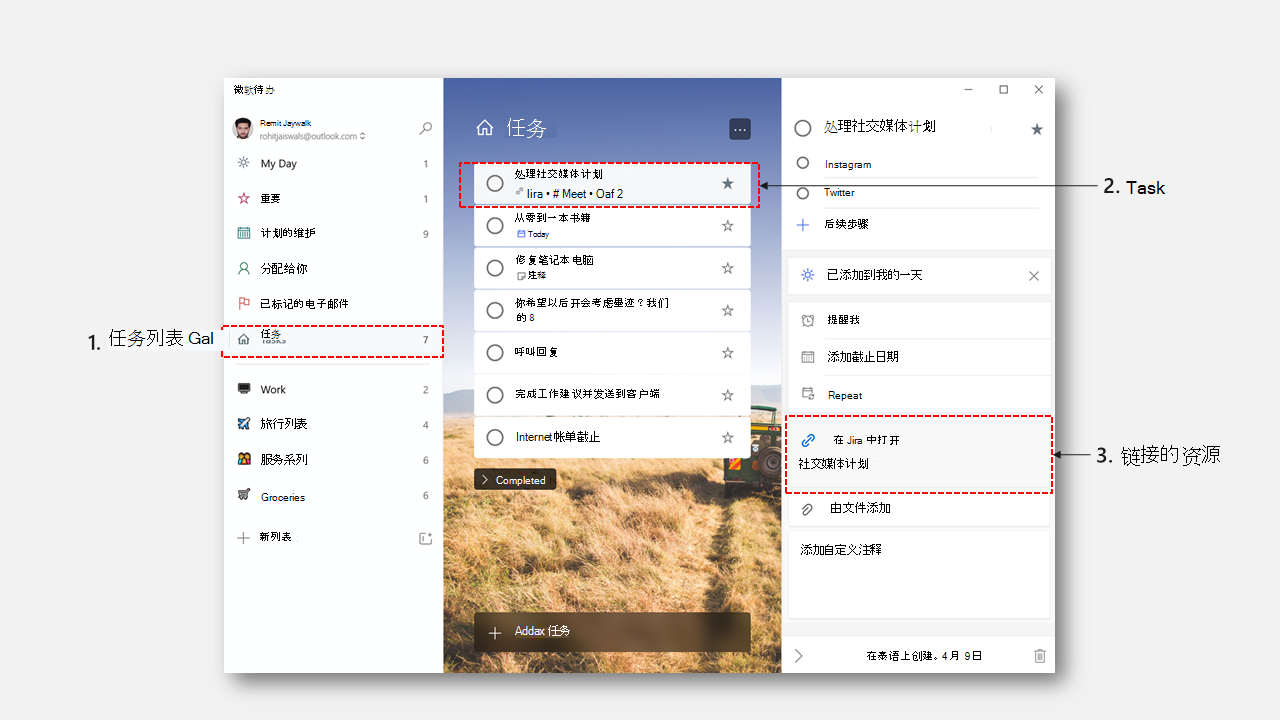 微软待办
Remit Jaywalk
rohitjaiswals@outlook.com
My Day 1
重要 1
计划的维护 9
分配给你
已标记的电子邮件
任务 7
Tasks
Work 2
旅行列表 4
服务系列 6
Groceries 6
新列表
1. 任务列表 Gal
任务
处理社交媒体计划
Jira • # Meet • Oaf 2
从零到一本书籍
Today
修复笔记本电脑
注释
你希望以后开会考虑墨迹？我们
的 8
呼叫回复
完成工作建议并发送到客户端
Internet帐单截止
Completed
Addax 任务
处理社交媒体计划
Instagram
Twitter
后续步骤
已添加到我的一天
提醒我
添加截止日期
Repeat
在 Jira 中打开
社交媒体计划
由文件添加
添加自定义注释
在泰语上创建，4 月 9日
2. Task
3. 链接的资源